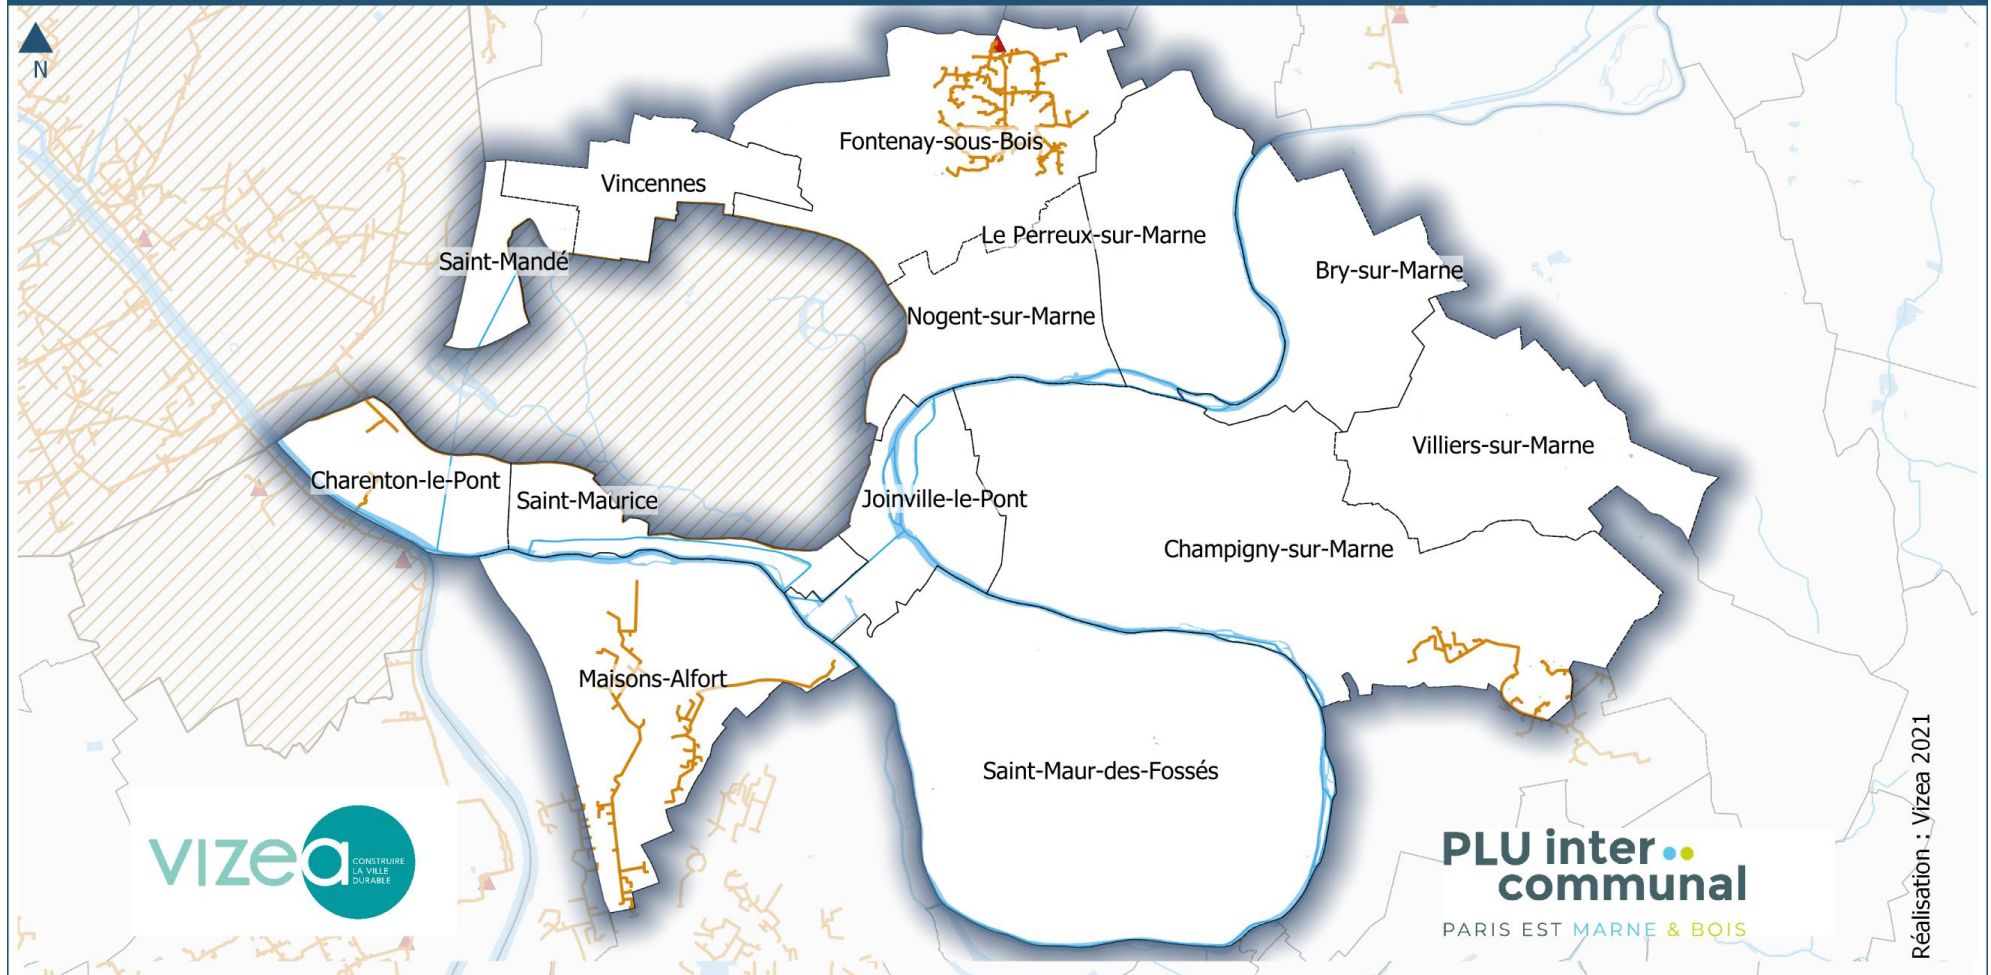 N
Fontenay-sous-Bois
Vincennes
Le Perreux-sur-Marne
Saint-Mandé
Bry-sur-Marne
Nogent-sur-Marne
Villiers-sur-Marne
Charenton-le-Pont
Saint-Maurice
Joinville-le-Pont
Champigny-sur-Marne
Maisons-Alfort
Saint-Maur-des-Fossés
vizea
CONSTRUIRE
LA VILLE
DURABLE
PLU inter
communal
PARIS EST MARNE & BOIS
Réalisation : Vizea 2021